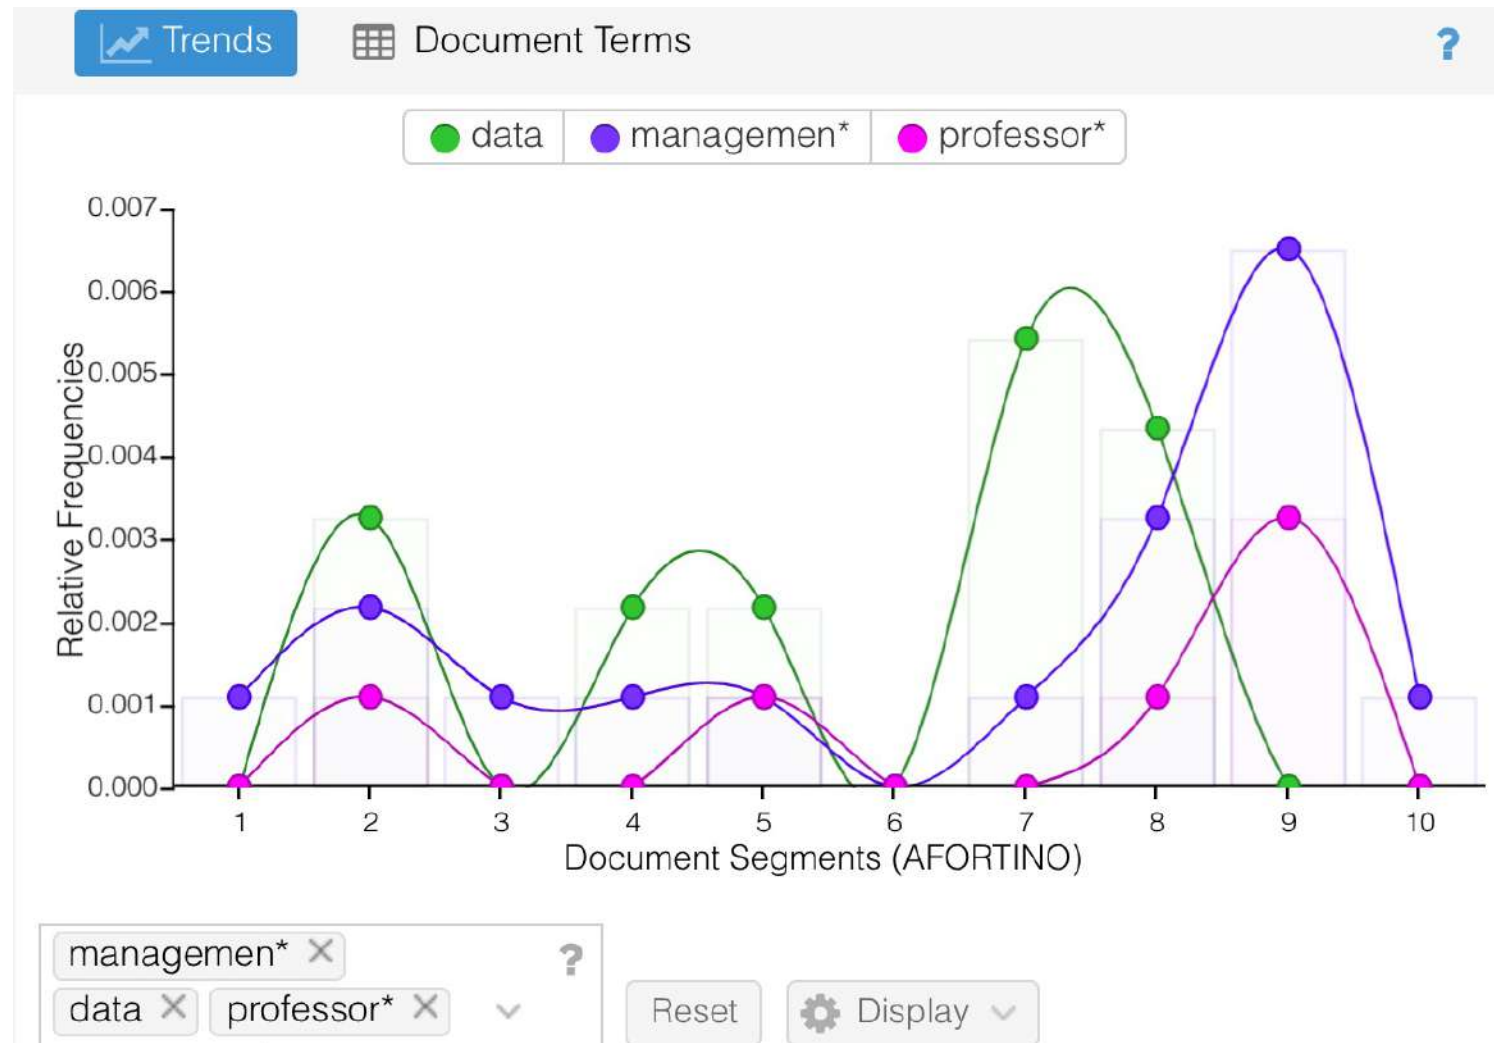 Trends Document Terms ?
data managemen* professor*
0.007
0.006
0.005
0.004
0.003
0.002
0.001
0.000
Relative Frequencies
1 2 3 4 5 6 7 8 9 10
Document Segments (AFORTINO)
managemen* ?
data professor*
Reset Display